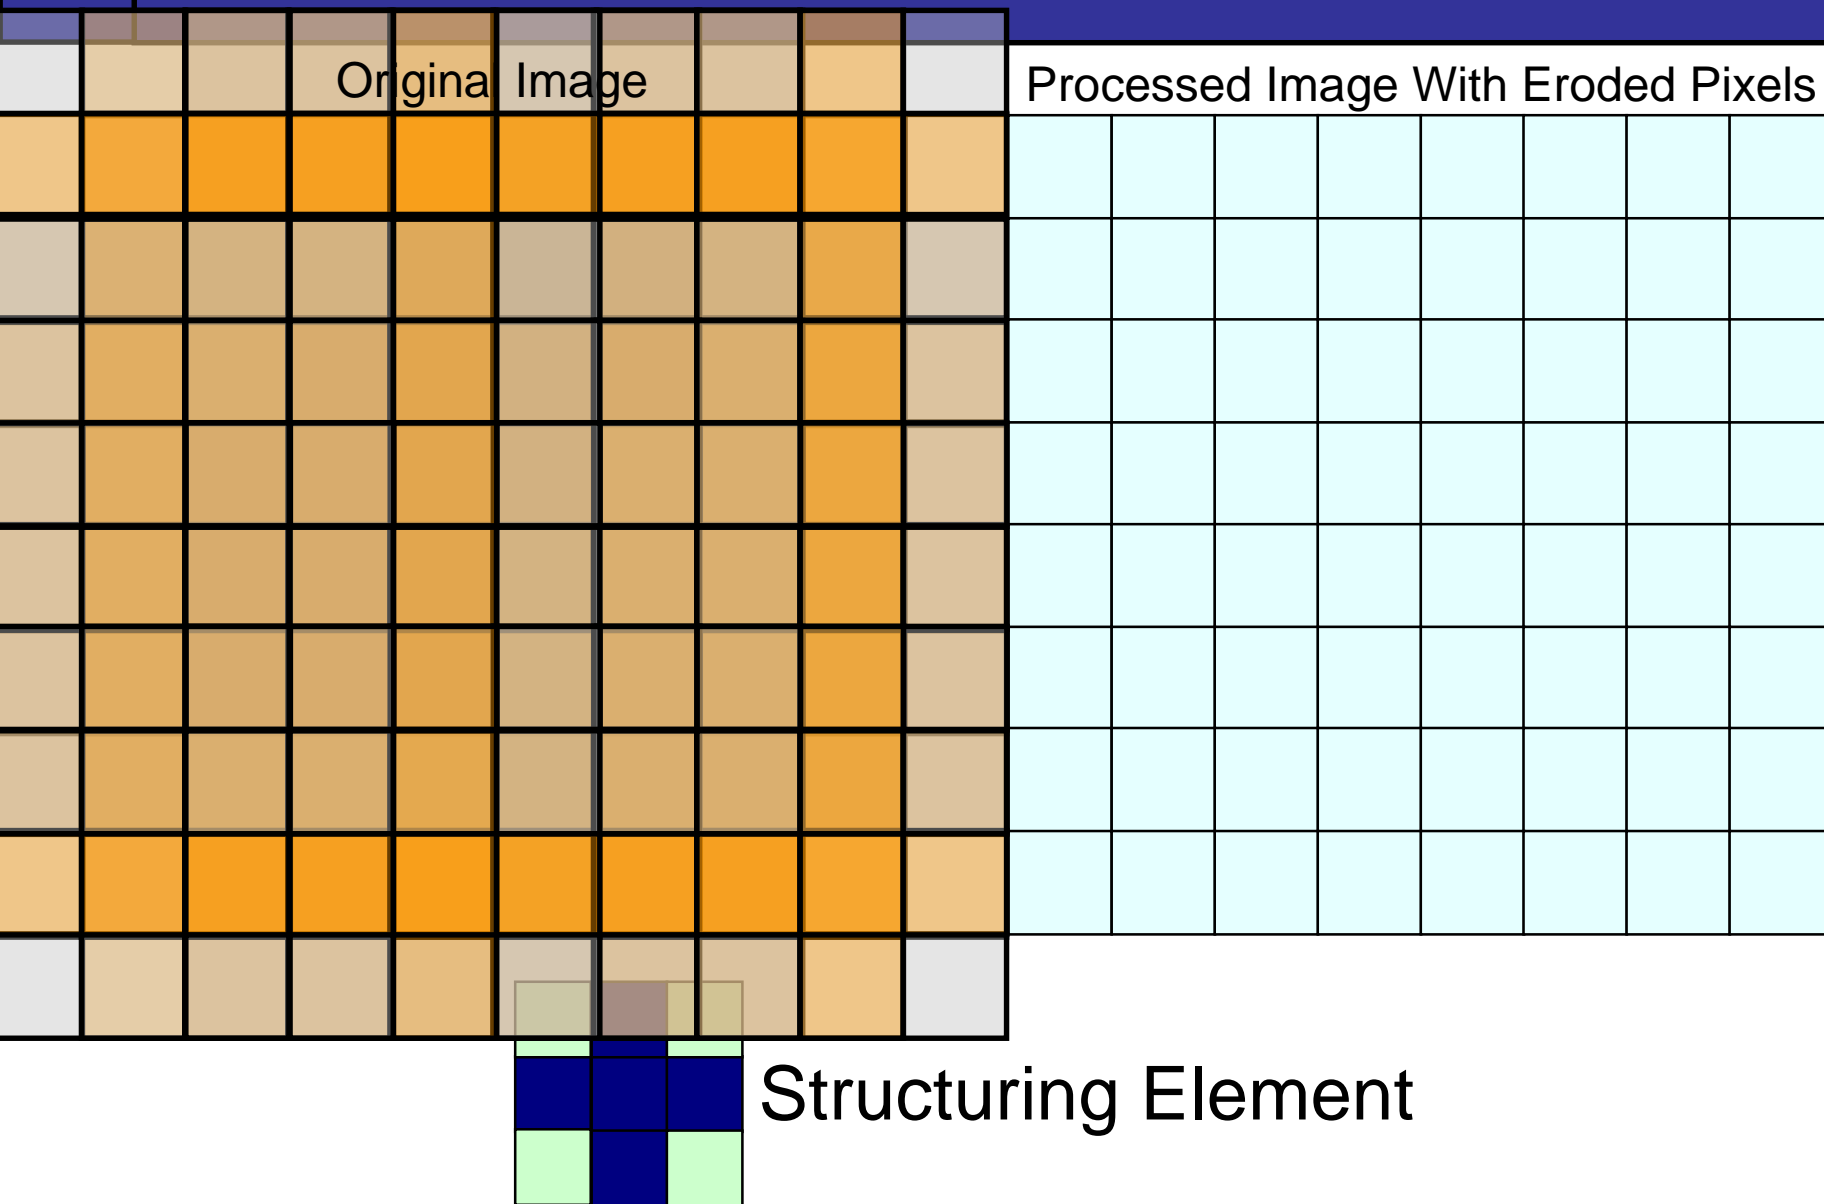 Original Image
Processed Image With Eroded Pixels
Structuring Element